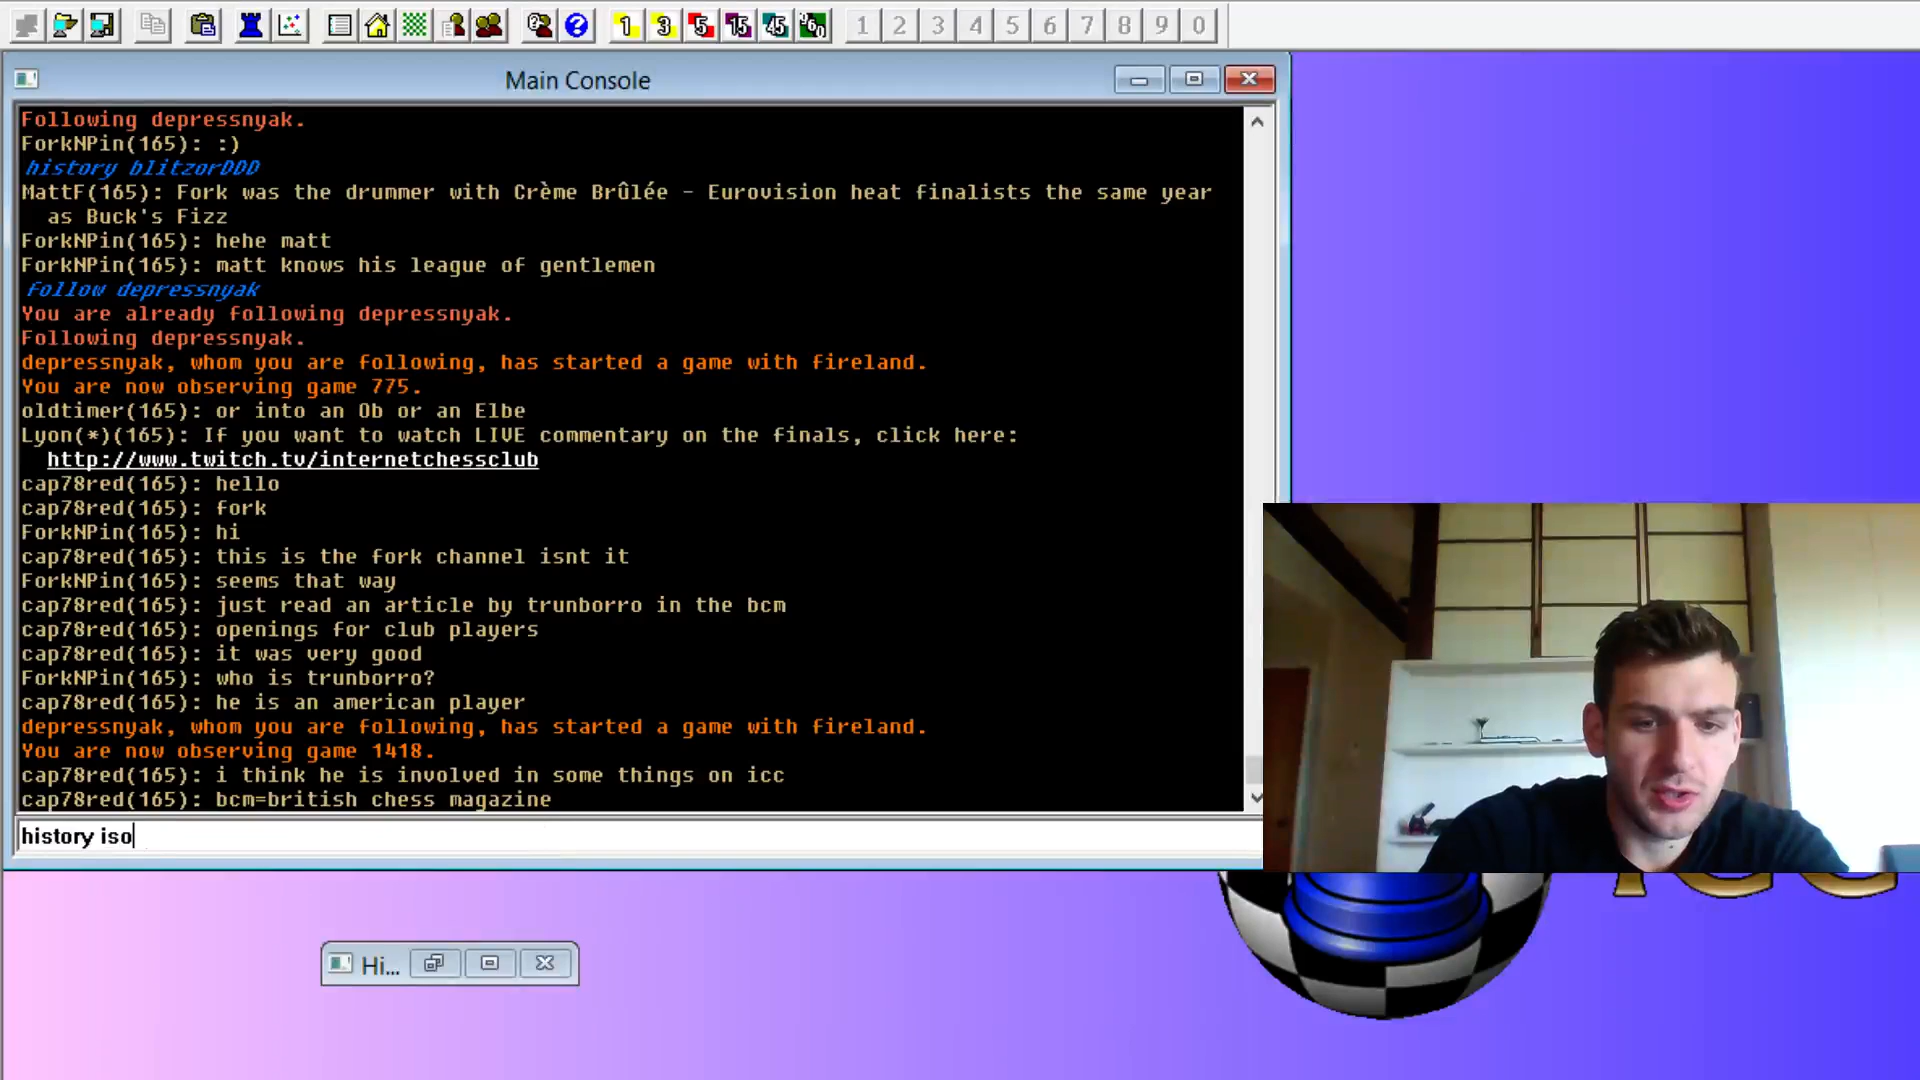 1 3 5 15 45 960 1 2 3 4 5 6 7 8 9 0
Main Console
Following depressnyak.
ForkNPin(165): :)
history blitzorDDD
MattF(165): Fork was the drummer with Crème Brûlée - Eurovision heat finalists the same year
as Buck's Fizz
ForkNPin(165): hehe matt
ForkNPin(165): matt knows his league of gentlemen
follow depressnyak
You are already following depressnyak.
Following depressnyak.
depressnyak, whom you are following, has started a game with fireland.
You are now observing game 775.
oldtimer(165): or into an Ob or an Elbe
Lyon(*)(165): If you want to watch LIVE commentary on the finals, click here:
http://www.twitch.tv/internetchessclub
cap78red(165): hello
cap78red(165): fork
ForkNPin(165): hi
cap78red(165): this is the fork channel isnt it
ForkNPin(165): seems that way
cap78red(165): just read an article by trunborro in the bcm
cap78red(165): openings for club players
cap78red(165): it was very good
ForkNPin(165): who is trunborro?
cap78red(165): he is an american player
depressnyak, whom you are following, has started a game with fireland.
You are now observing game 1418.
cap78red(165): i think he is involved in some things on icc
cap78red(165): bcm=british chess magazine
history iso
ICC
Hi...